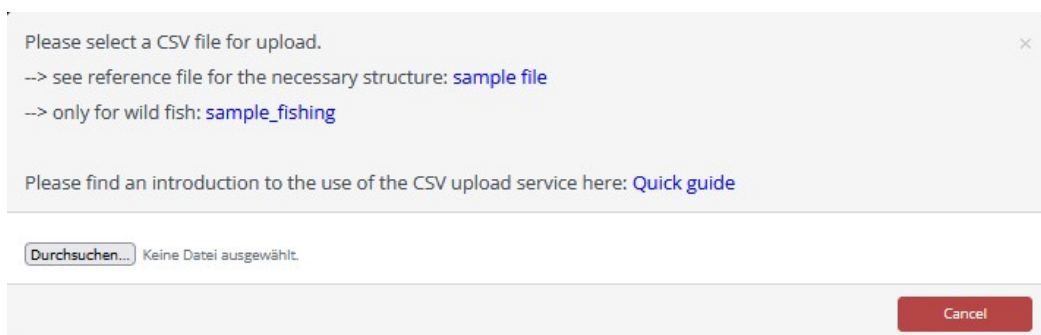 Please select a CSV file for upload.
--> see reference file for the necessary structure: sample file
--> only for wild fish: sample_fishing
Please find an introduction to the use of the CSV upload service here: Quick guide
Durchsuchen... Keine Datei ausgewählt.
Cancel